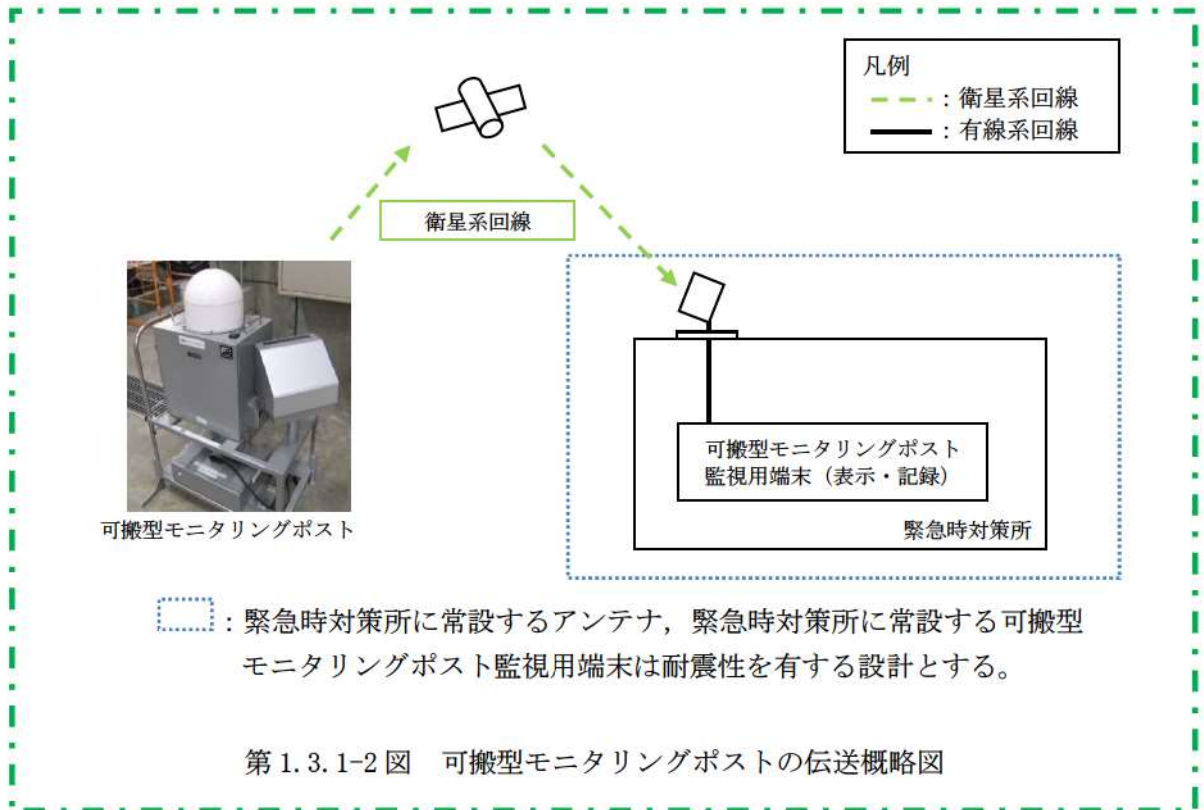 凡例
：衛星系回線
：有線系回線
衛星系回線
可搬型モニタリングポスト
監視用端末（表示・記録）
緊急時対策所
可搬型モニタリングポスト
：緊急時対策所に常設するアンテナ，緊急時対策所に常設する可搬型
モニタリングポスト監視用端末は耐震性を有する設計とする。
第1.3.1-2図　可搬型モニタリングポストの伝送概略図